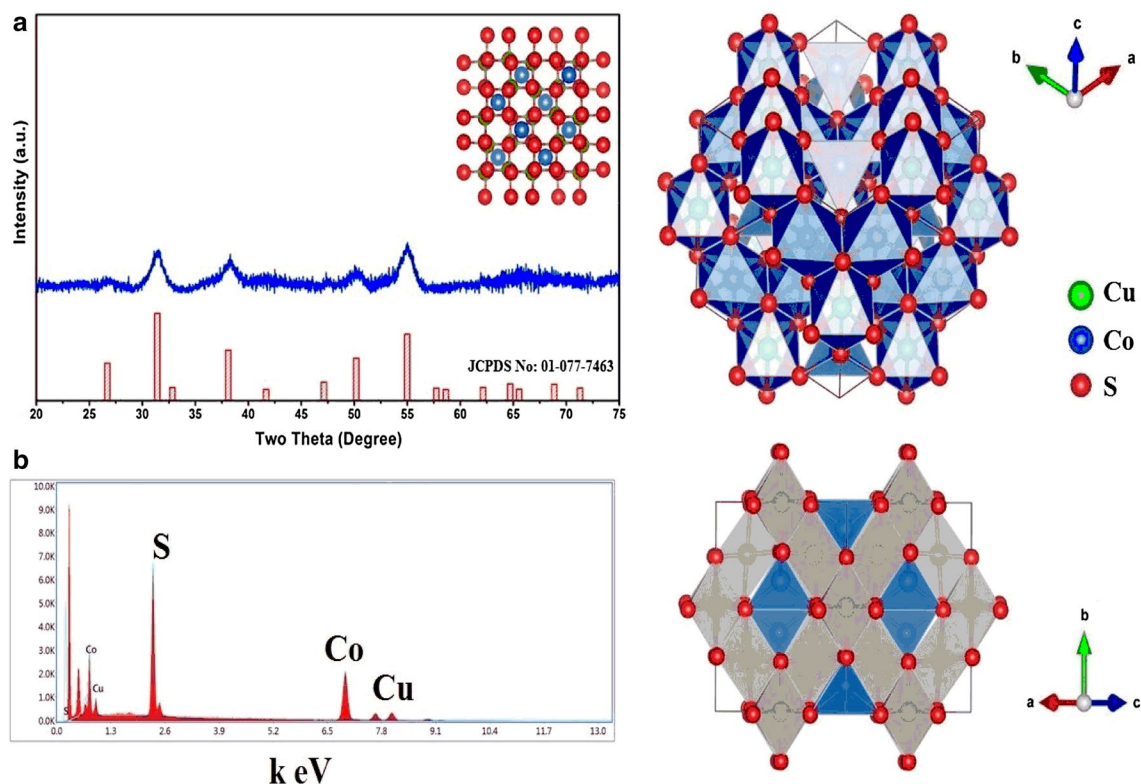 a
Intensity (a.u.)
JCPDS No: 01-077-7463
20 25 30 35 40 45 50 55 60 65 70 75
Two Theta (Degree)
c
b
a
Cu
Co
S
b
10.0K
9.0K
8.0K
7.0K
6.0K
5.0K
4.0K
3.0K
2.0K
1.0K
0.0K
S
Co
Cu
S
Co
Cu
0.0 1.3 2.6 3.9 5.2 6.5 7.8 9.1 10.4 11.7 13.0
k eV
b
a
c